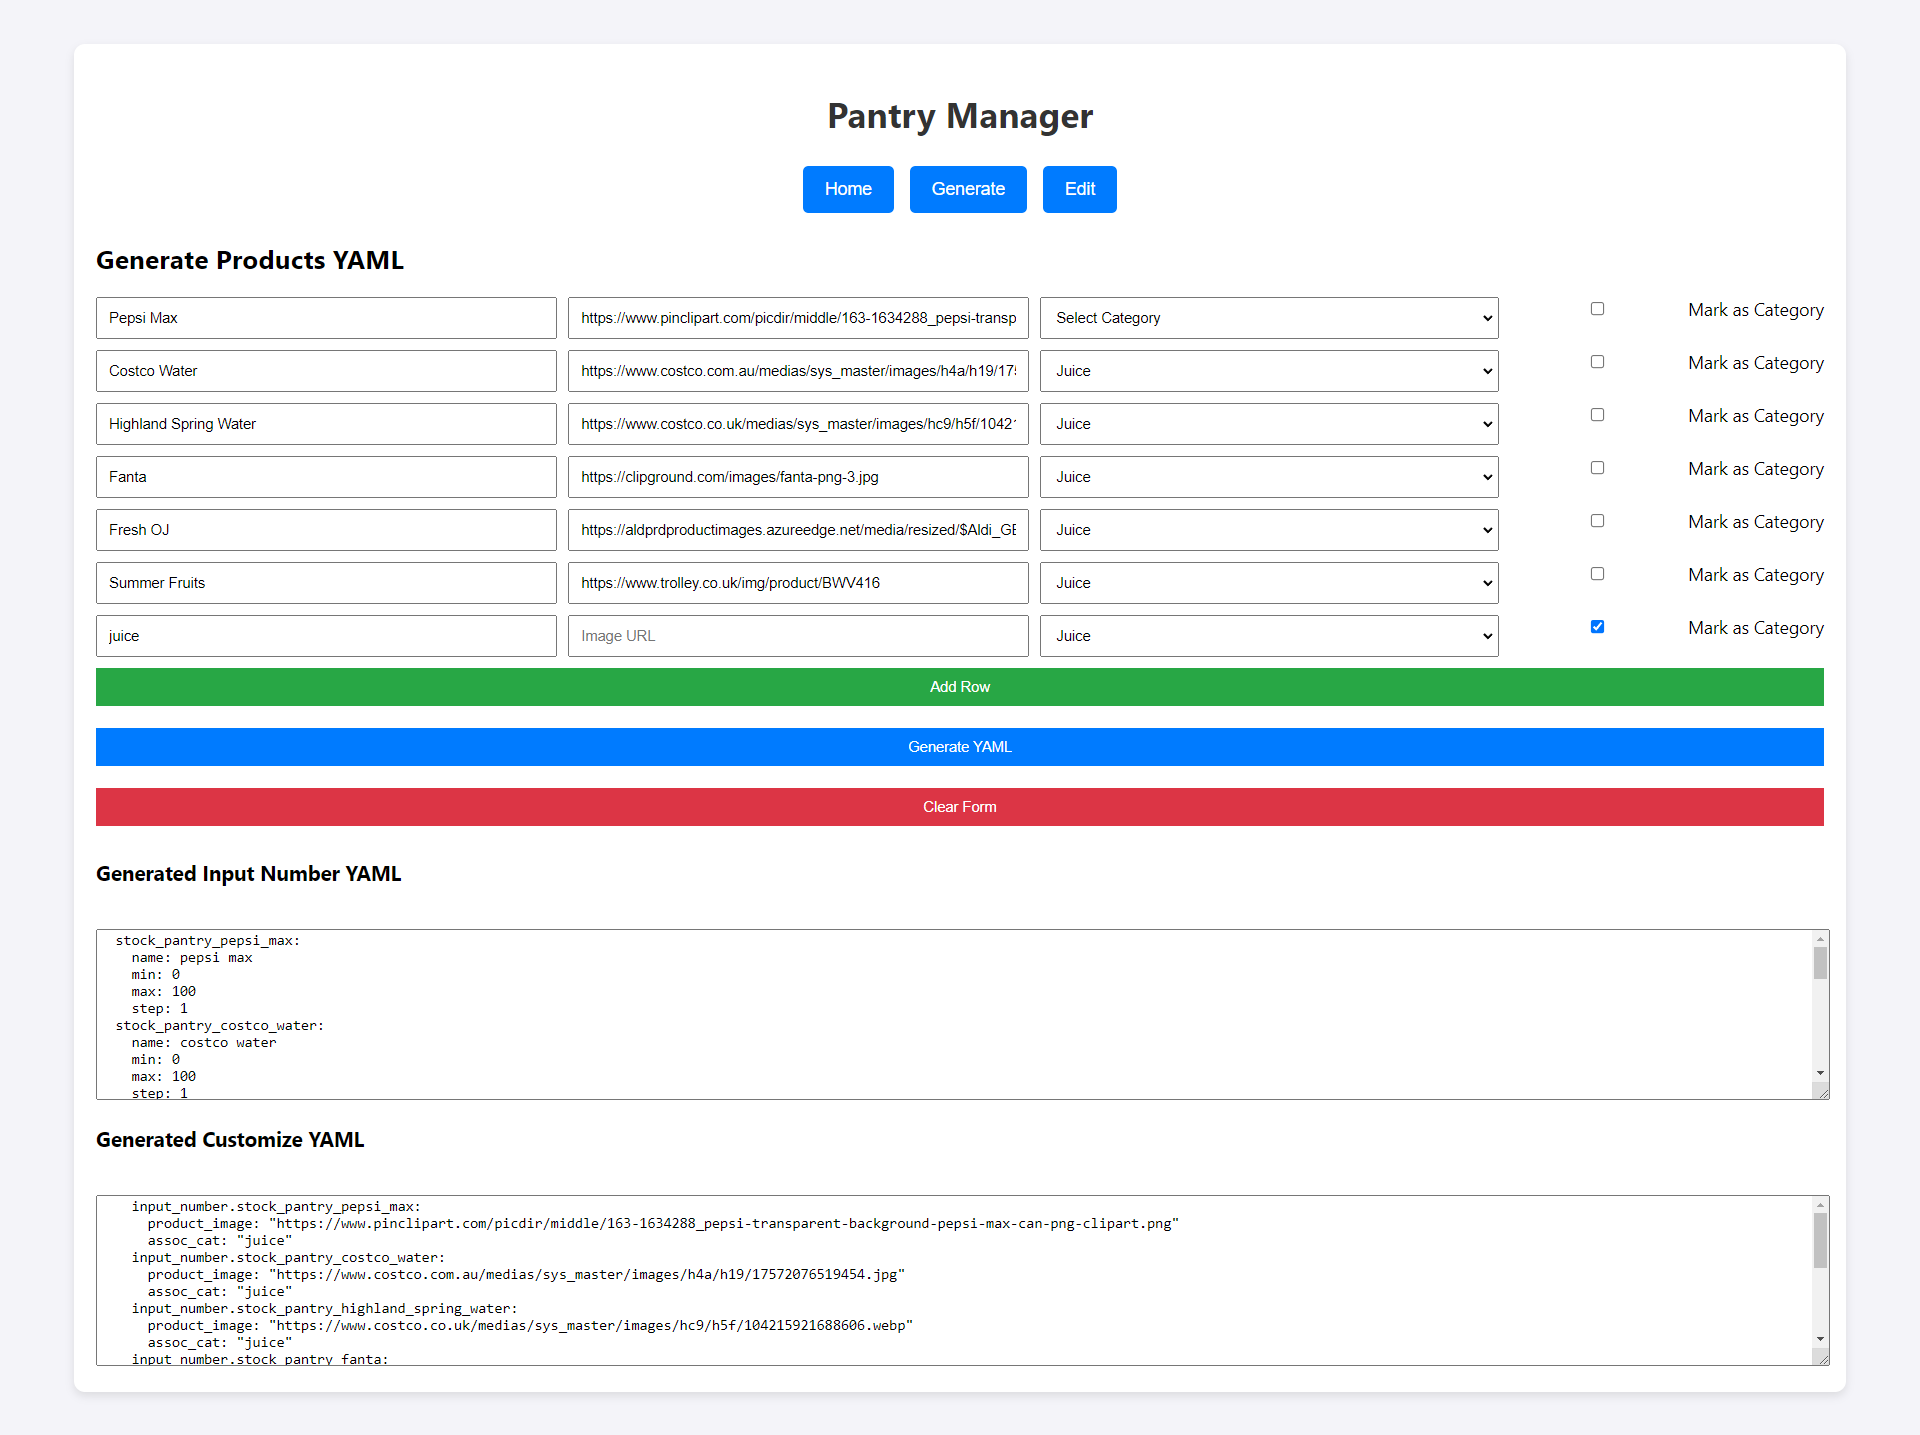 Pantry Manager
Home Generate Edit
Generate Products YAML
Pepsi Max https://www.pinclipart.com/picdir/middle/163-1634288_pepsi-transp Select Category Mark as Category
Costco Water https://www.costco.com.au/medias/sys_master/images/h4a/h19/175 Juice Mark as Category
Highland Spring Water https://www.costco.co.uk/medias/sys_master/images/hc9/h5f/10421 Juice Mark as Category
Fanta https://clipground.com/images/fanta-png-3.jpg Juice Mark as Category
Fresh OJ https://aldprdproductimages.azureedge.net/media/resized/$Aldi_GB Juice Mark as Category
Summer Fruits https://www.trolley.co.uk/img/product/BWV416 Juice Mark as Category
juice Image URL Juice Mark as Category
Add Row
Generate YAML
Clear Form
Generated Input Number YAML
stock_pantry_pepsi_max:
name: pepsi max
min: 0
max: 100
step: 1
stock_pantry_costco_water:
name: costco water
min: 0
max: 100
step: 1
Generated Customize YAML
input_number.stock_pantry_pepsi_max:
product_image: "https://www.pinclipart.com/picdir/middle/163-1634288_pepsi-transparent-background-pepsi-max-can-png-clipart.png"
assoc_cat: "juice"
input_number.stock_pantry_costco_water:
product_image: "https://www.costco.com.au/medias/sys_master/images/h4a/h19/17572076519454.jpg"
assoc_cat: "juice"
input_number.stock_pantry_highland_spring_water:
product_image: "https://www.costco.co.uk/medias/sys_master/images/hc9/h5f/104215921688606.webp"
assoc_cat: "juice"
input_number.stock_pantry_fanta: